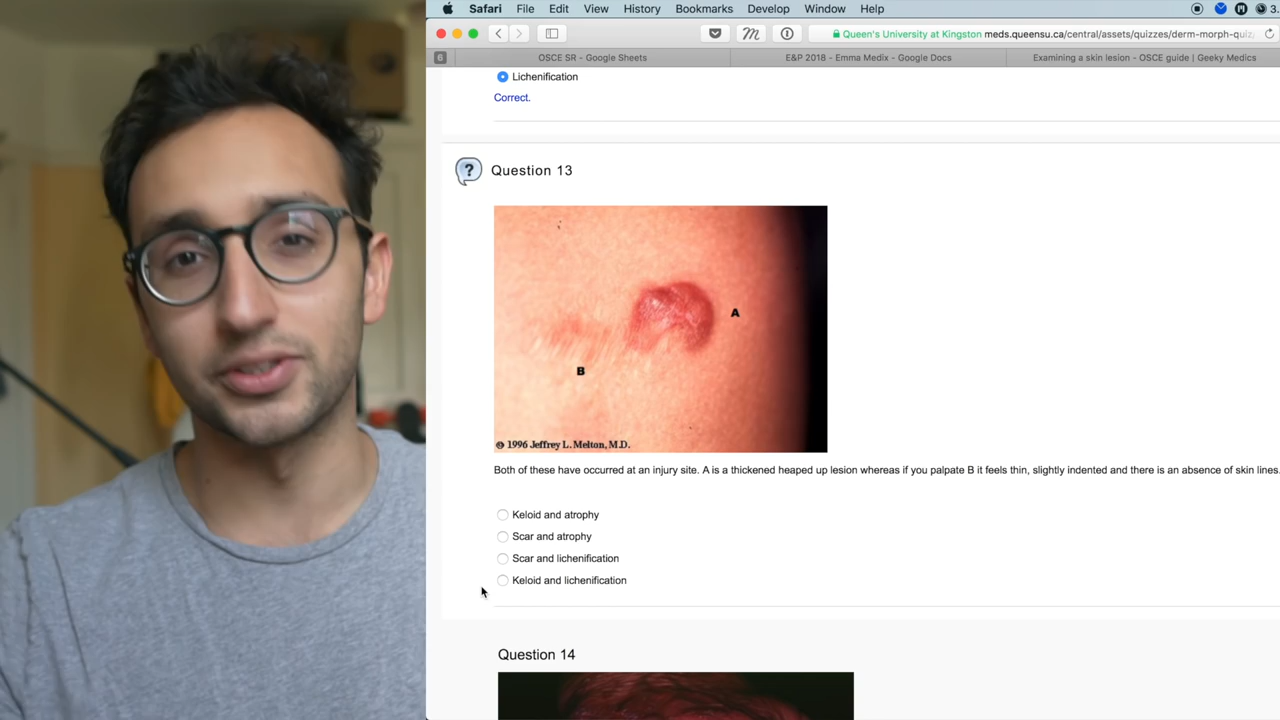 Safari File Edit View History Bookmarks Develop Window Help 3.
Queen's University at Kingston meds.queensu.ca/central/assets/quizzes/derm-morph-quiz
6 OSCE SR - Google Sheets E&P 2018 - Emma Medix - Google Docs Examining a skin lesion - OSCE guide | Geeky Medics
Lichenification
Correct.
? Question 13
A
B
© 1996 Jeffrey L. Melton, M.D.
Both of these have occurred at an injury site. A is a thickened heaped up lesion whereas if you palpate B it feels thin, slightly indented and there is an absence of skin lines.
Keloid and atrophy
Scar and atrophy
Scar and lichenification
Keloid and lichenification
Question 14